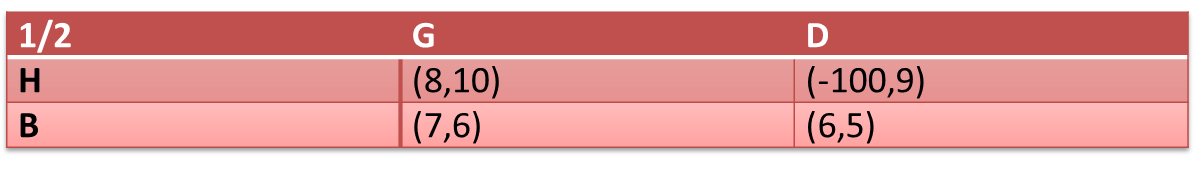 1/2 G D
H (8,10) (-100,9)
B (7,6) (6,5)